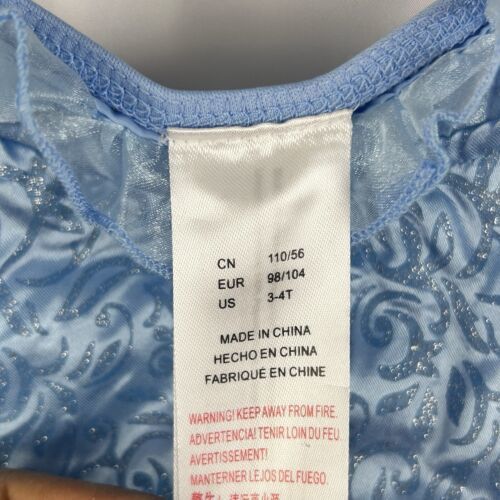 CN 110/56
EUR 98/104
US 3-4T
MADE IN CHINA
HECHO EN CHINA
FABRIQUÉ EN CHINE
WARNING! KEEP AWAY FROM FIRE.
ADVERTENCIA! TENIR LOIN DU FEU.
AVERTISSEMENT!
MANTERNER LEJOS DEL FUEGO.